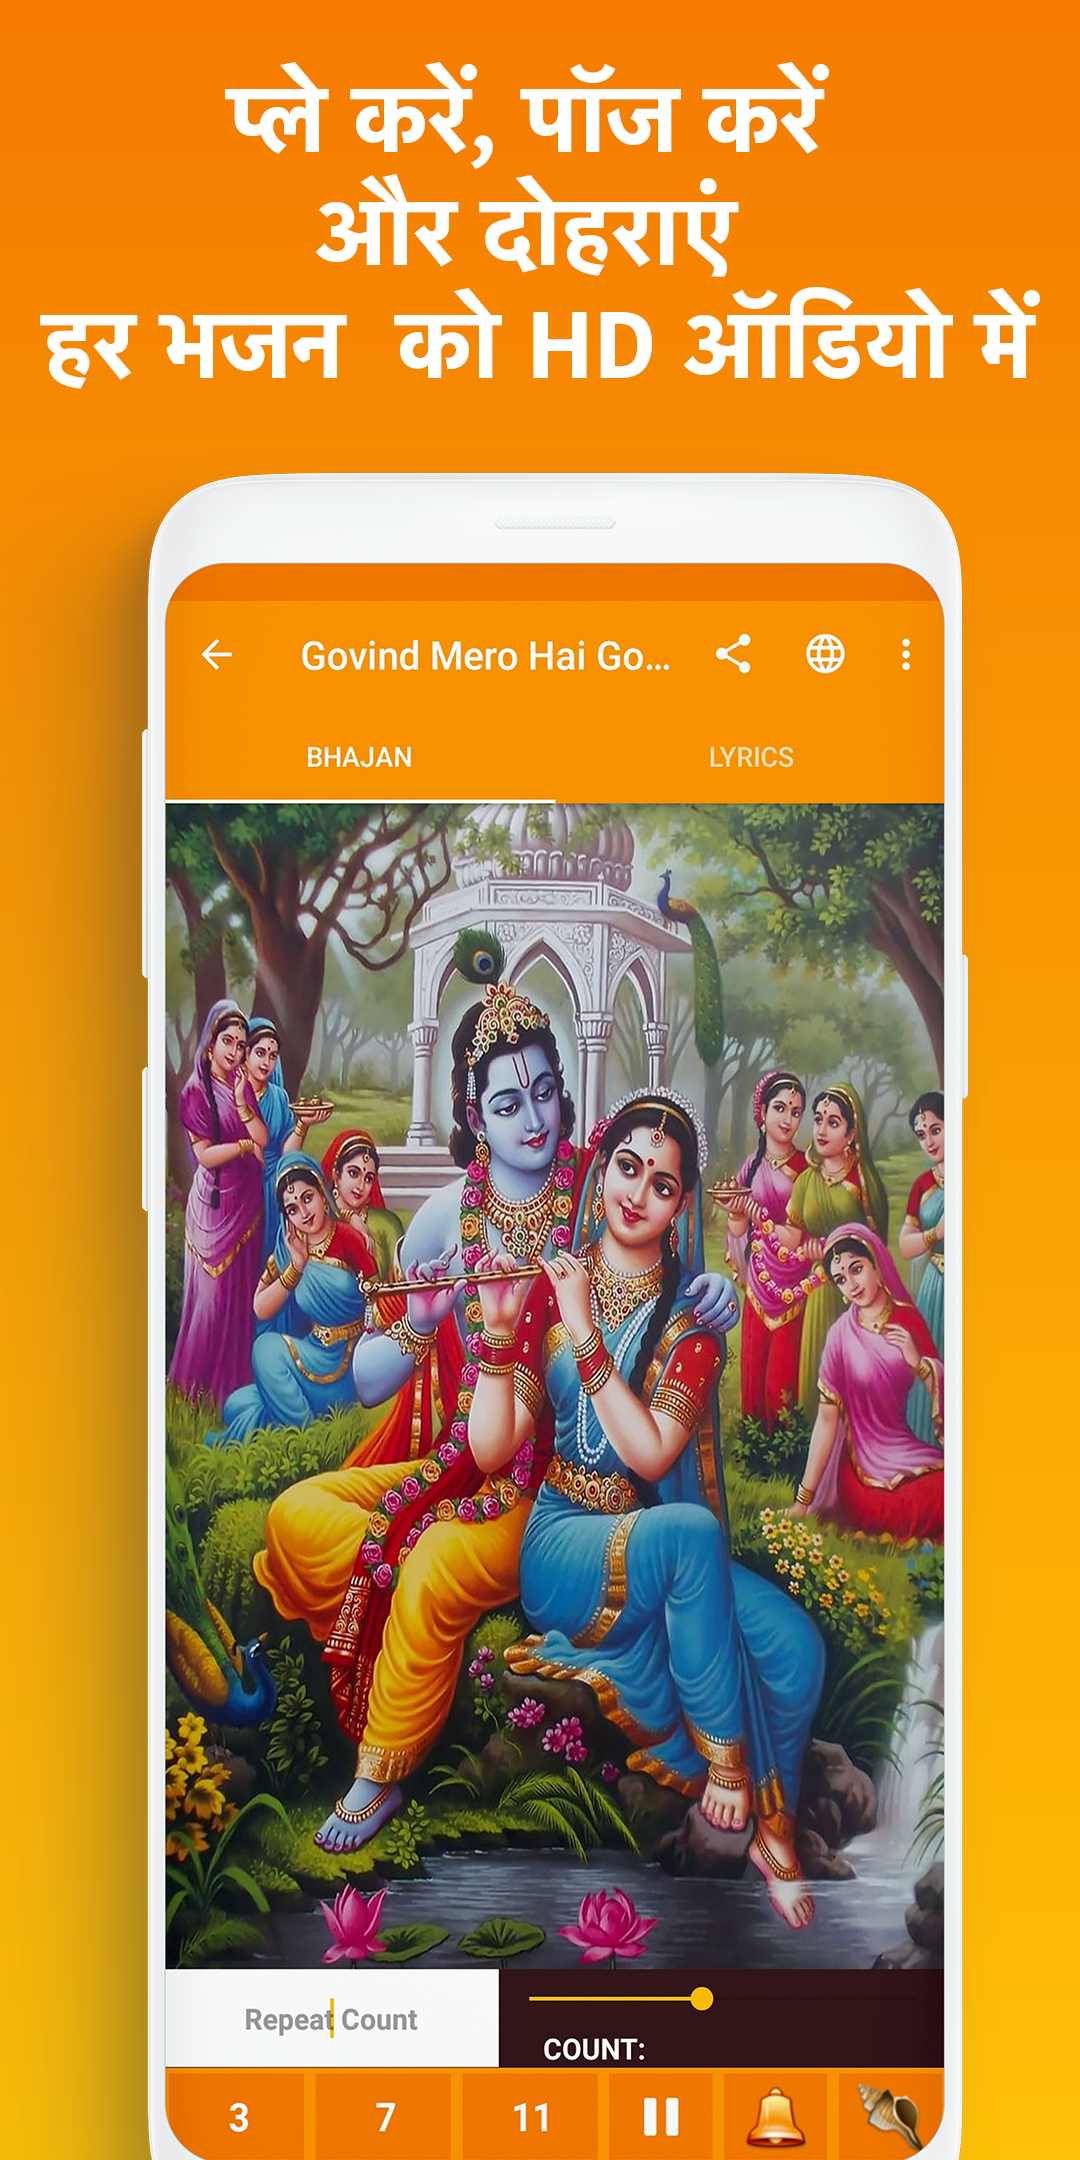 प्ले करें, पॉज करें
और दोहराएं
हर भजन को HD ऑडियो में
Govind Mero Hai Go...
BHAJAN LYRICS
Repeat Count
COUNT:
3 7 11